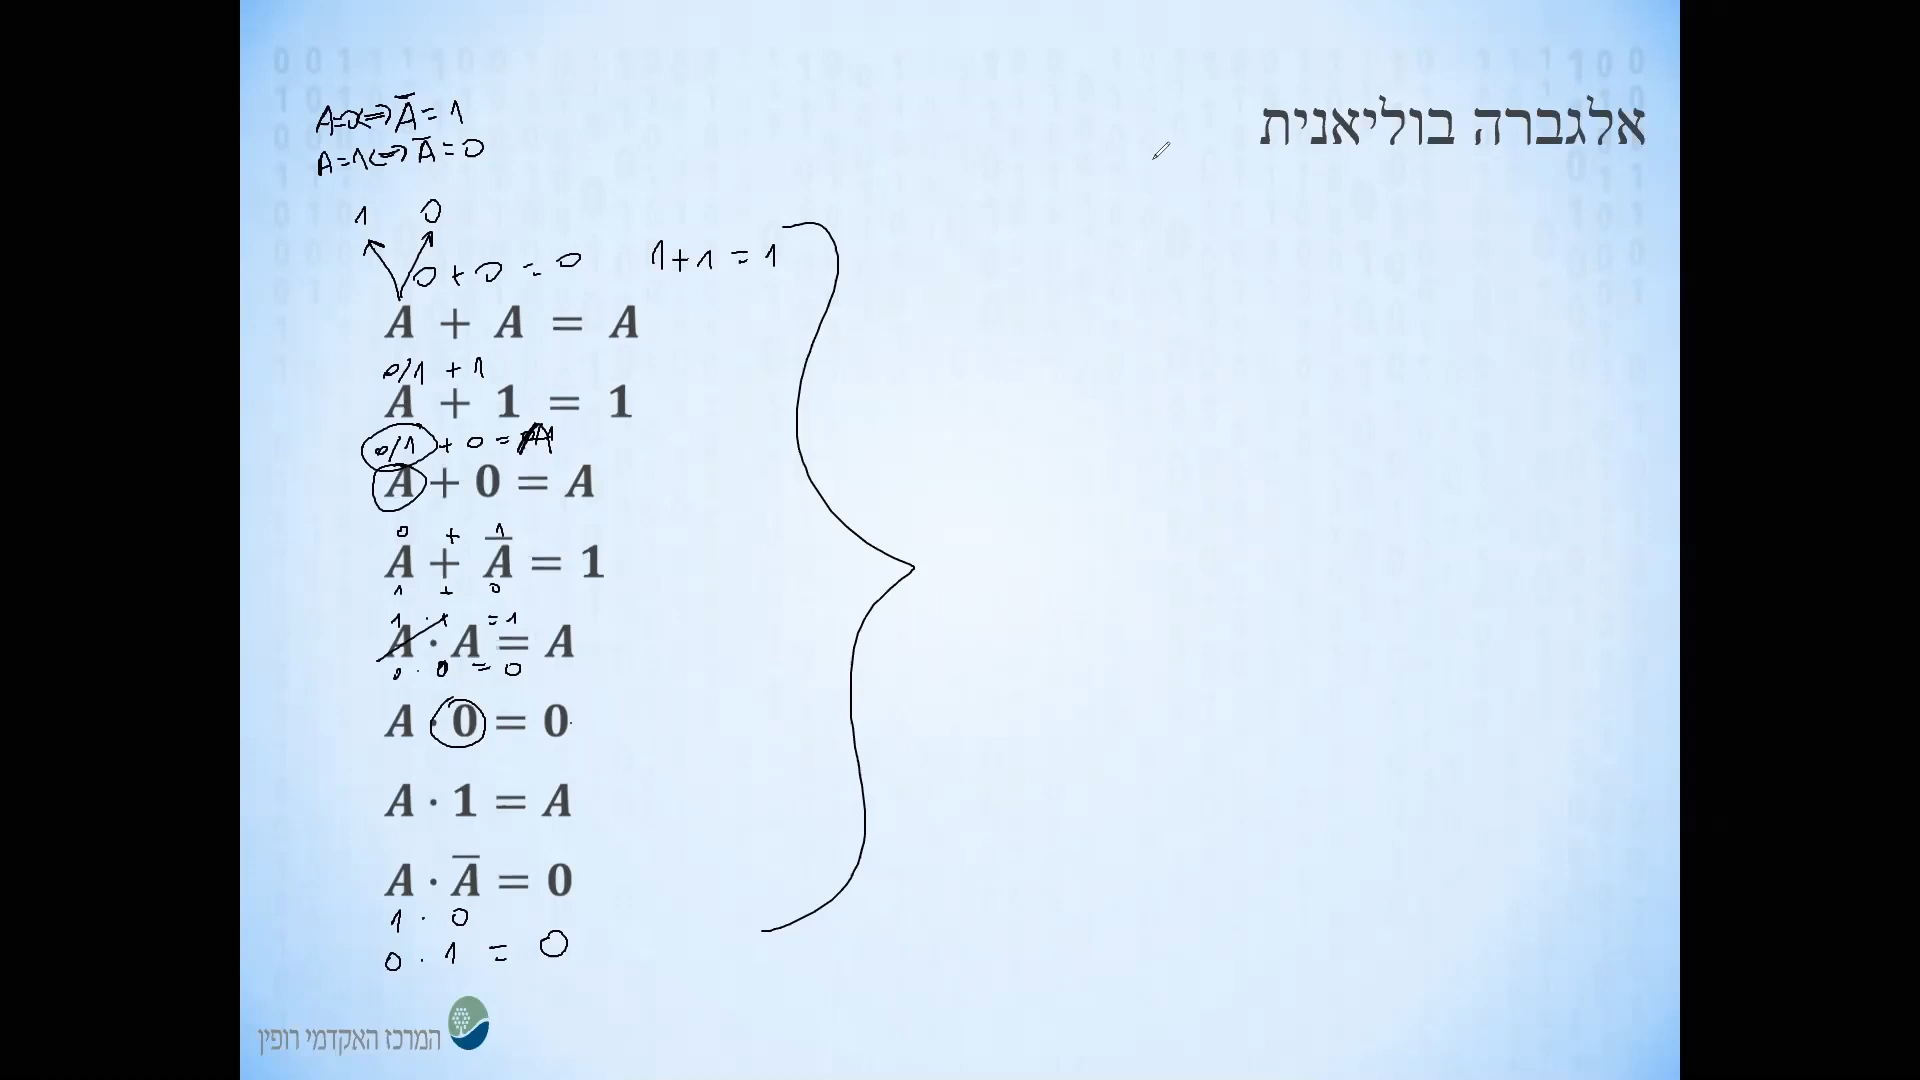 אלגברה בוליאנית
A=0⟺A̅=1
A=1⟺A̅=0
1 0
0+0=0 1+1=1
A + A = A
0/1 +1
A + 1 = 1
0/1 + 0 = A
A + 0 = A
0 + 1
A + A̅ = 1
1 + 0
1 · 1 = 1
A · A = A
0 · 0 = 0
A · 0 = 0
A · 1 = A
A · A̅ = 0
1 · 0
0 · 1 = 0
המרכז האקדמי רופין